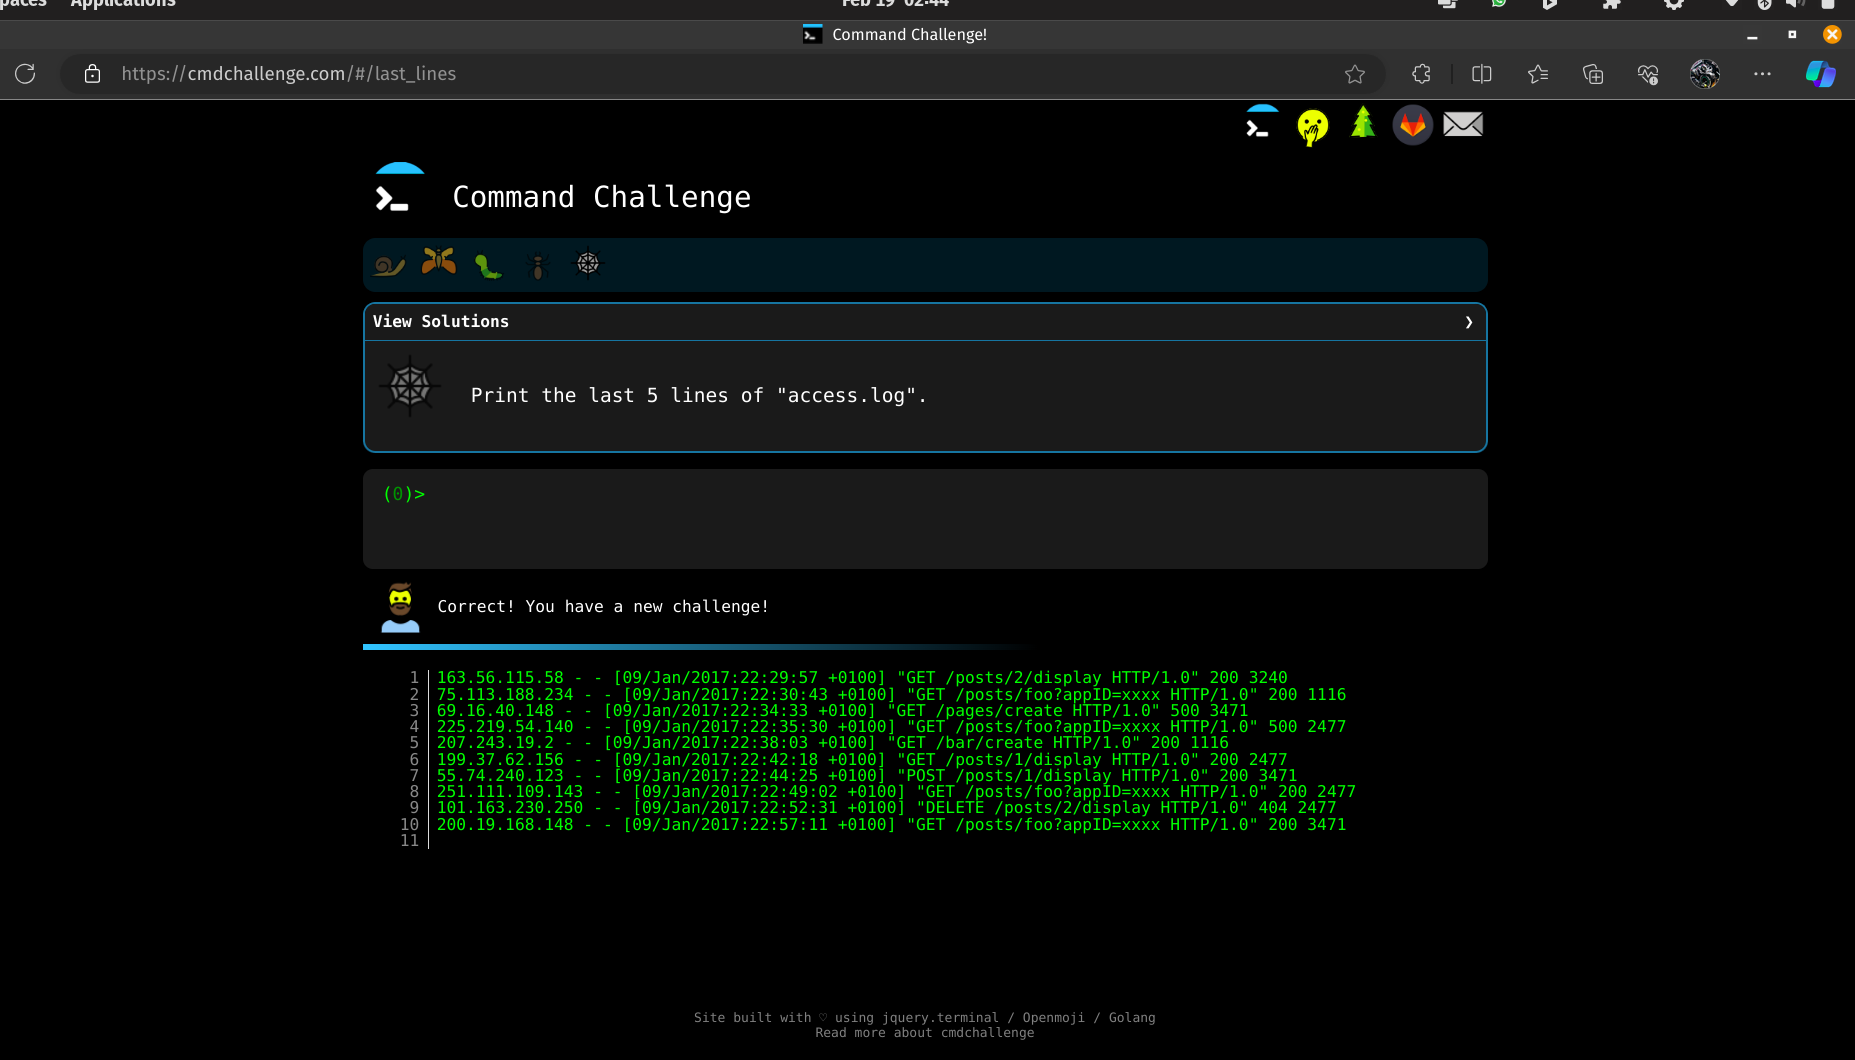 Applications
Feb 19 02:44
Command Challenge!
https://cmdchallenge.com/#/last_lines
Command Challenge
View Solutions
Print the last 5 lines of "access.log".
(0)>
Correct! You have a new challenge!
1 163.56.115.58 - - [09/Jan/2017:22:29:57 +0100] "GET /posts/2/display HTTP/1.0" 200 3240
2 75.113.188.234 - - [09/Jan/2017:22:30:43 +0100] "GET /posts/foo?appID=xxxx HTTP/1.0" 200 1116
3 69.16.40.148 - - [09/Jan/2017:22:34:33 +0100] "GET /pages/create HTTP/1.0" 500 3471
4 225.219.54.140 - - [09/Jan/2017:22:35:30 +0100] "GET /posts/foo?appID=xxxx HTTP/1.0" 500 2477
5 207.243.19.2 - - [09/Jan/2017:22:38:03 +0100] "GET /bar/create HTTP/1.0" 200 1116
6 199.37.62.156 - - [09/Jan/2017:22:42:18 +0100] "GET /posts/1/display HTTP/1.0" 200 2477
7 55.74.240.123 - - [09/Jan/2017:22:44:25 +0100] "POST /posts/1/display HTTP/1.0" 200 3471
8 251.111.109.143 - - [09/Jan/2017:22:49:02 +0100] "GET /posts/foo?appID=xxxx HTTP/1.0" 200 2477
9 101.163.230.250 - - [09/Jan/2017:22:52:31 +0100] "DELETE /posts/2/display HTTP/1.0" 404 2477
10 200.19.168.148 - - [09/Jan/2017:22:57:11 +0100] "GET /posts/foo?appID=xxxx HTTP/1.0" 200 3471
11
Site built with ♡ using jquery.terminal / Openmoji / Golang
Read more about cmdchallenge